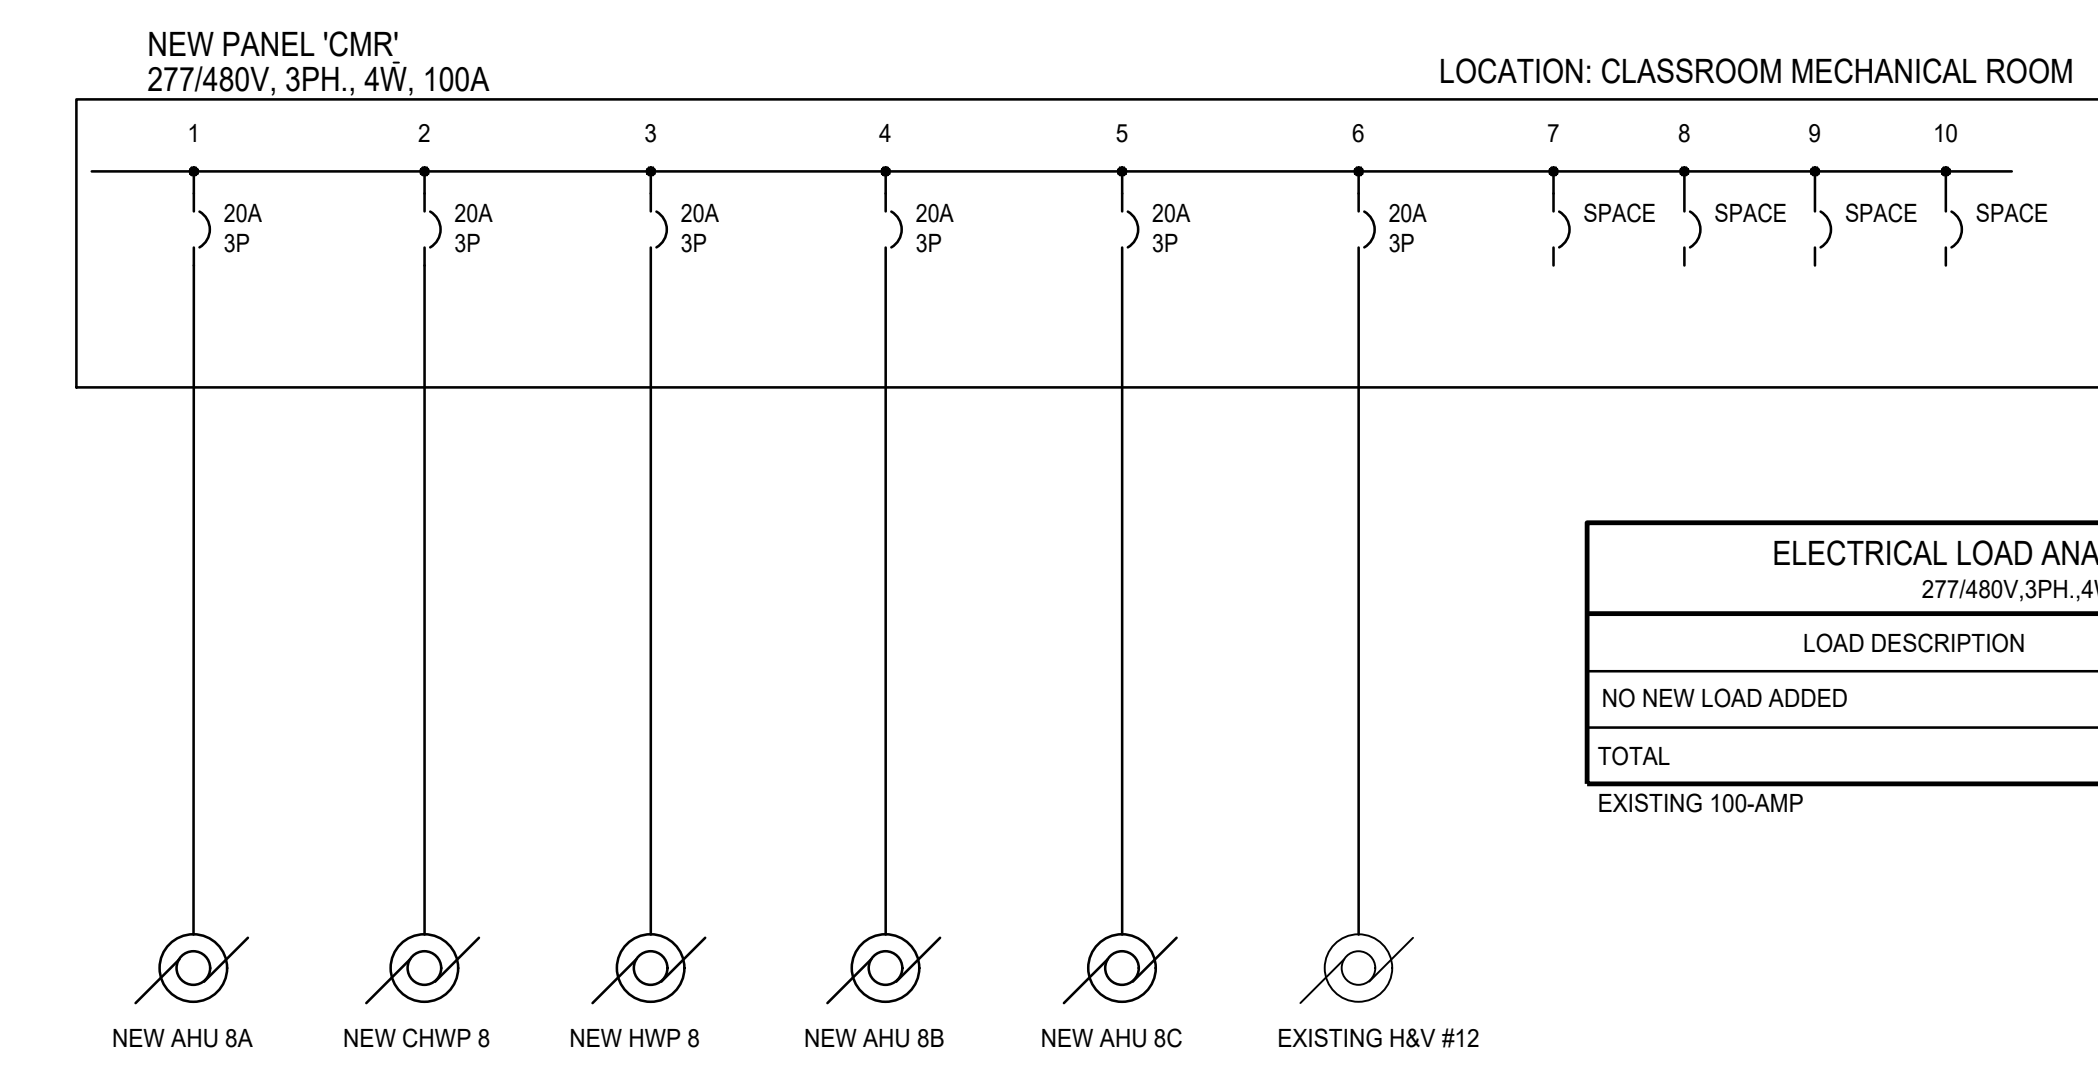 NEW PANEL 'CMR'
277/480V, 3PH., 4W, 100A
LOCATION: CLASSROOM MECHANICAL ROOM
1 2 3 4 5 6 7 8 9 10
20A 20A 20A 20A 20A 20A SPACE SPACE SPACE SPACE
3P 3P 3P 3P 3P 3P
ELECTRICAL LOAD ANA
277/480V,3PH.,4W
LOAD DESCRIPTION
NO NEW LOAD ADDED
TOTAL
EXISTING 100-AMP
NEW AHU 8A NEW CHWP 8 NEW HWP 8 NEW AHU 8B NEW AHU 8C EXISTING H&V #12